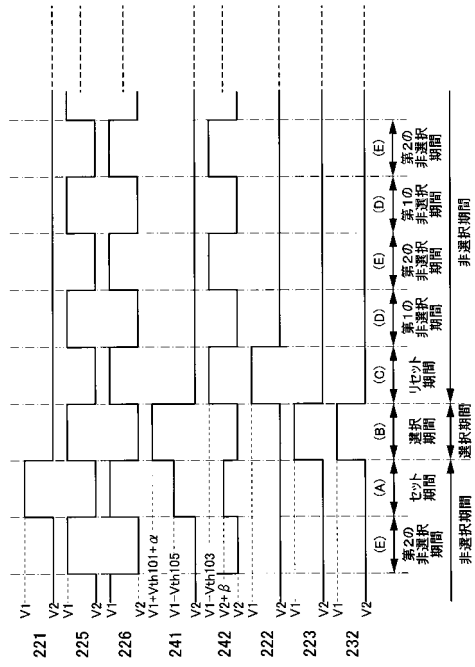 221
V1
V2
225
V1
V2
226
V1
V2
241
V1+Vth101+α
V1-Vth105
V2
242
V1-Vth103
V2+β
V2
222
V1
V2
223
V1
V2
232
V1
V2
(E)
第2の
非選択
期間
(A)
セット
期間
(B)
選択
期間
(C)
リセット
期間
(D)
第1の
非選択
期間
(E)
第2の
非選択
期間
(D)
第1の
非選択
期間
(E)
第2の
非選択
期間
非選択期間
選択期間
非選択期間